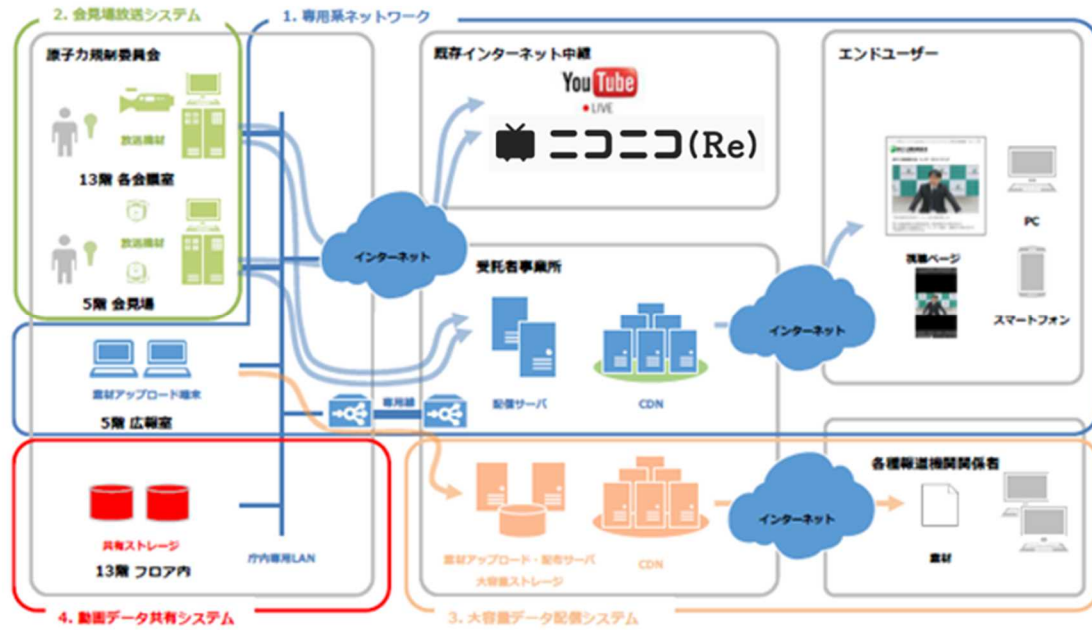 2. 会見場放送システム
1. 専用系ネットワーク
原子力規制委員会
放送機材
13階 各会議室
放送機材
5階 会見場
素材アップロード端末
5階 広報室
共有ストレージ
13階 フロア内
4. 動画データ共有システム
庁内専用LAN
専用線
インターネット
既存インターネット中継
YouTube
LIVE
ニコニコ(Re)
受託者事業所
配信サーバ
CDN
インターネット
エンドユーザー
視聴ページ
PC
スマートフォン
素材アップロード・配布サーバ
大容量ストレージ
CDN
インターネット
各種報道機関関係者
素材
3. 大容量データ配信システム